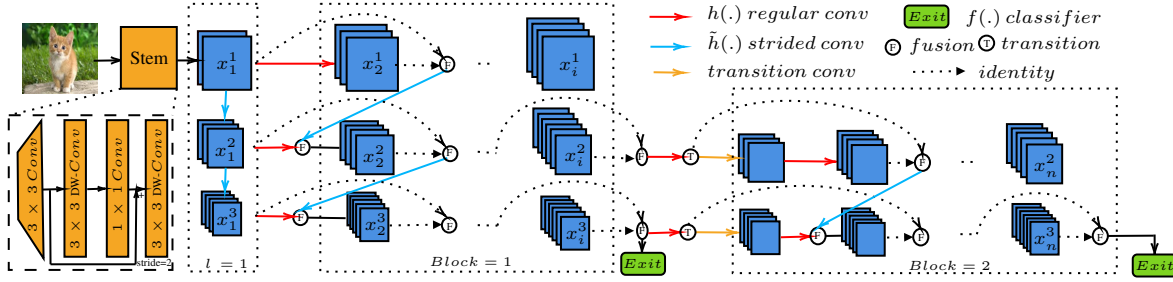 Stem
3 × 3 Conv
3 × 3 DW-Conv
1 × 1 Conv
3 × 3 DW-Conv
+
stride=2
x_1^1
x_1^2
x_1^3
l = 1
x_2^1
F
x_i^1
F
x_2^2
F
x_i^2
F
T
F
x_2^3
F
x_i^3
F
T
Exit
Block = 1
h(.) regular conv
h̃(.) strided conv
transition conv
Exit f(.) classifier
F fusion T transition
identity
F
x_n^2
F
F
x_n^3
F
Exit
Block = 2